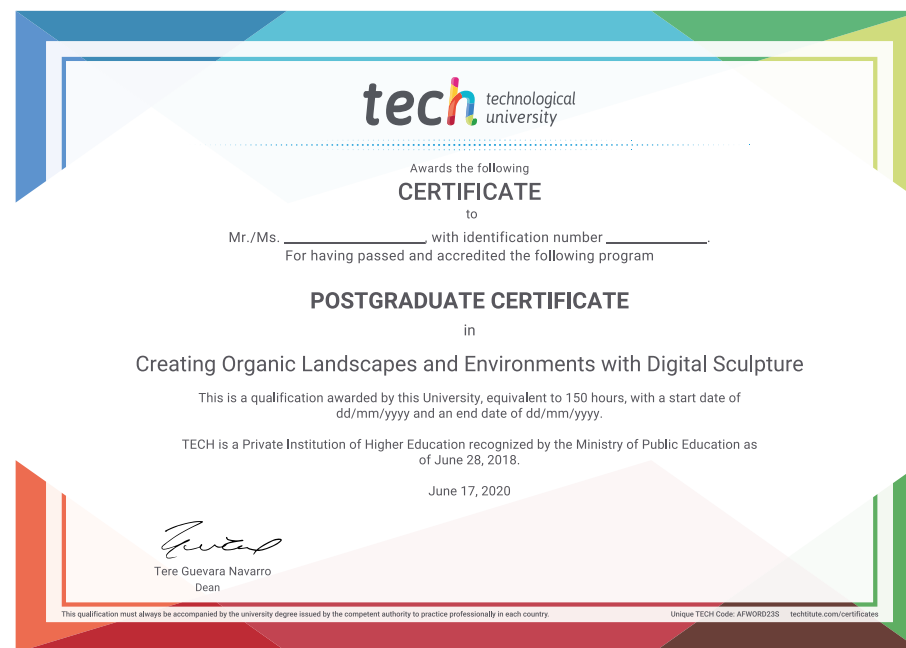 tech technological
university
Awards the following
CERTIFICATE
to
Mr./Ms. ________________, with identification number ____________.
For having passed and accredited the following program
POSTGRADUATE CERTIFICATE
in
Creating Organic Landscapes and Environments with Digital Sculpture
This is a qualification awarded by this University, equivalent to 150 hours, with a start date of
dd/mm/yyyy and an end date of dd/mm/yyyy.
TECH is a Private Institution of Higher Education recognized by the Ministry of Public Education as
of June 28, 2018.
June 17, 2020
Tere Guevara Navarro
Dean
This qualification must always be accompanied by the university degree issued by the competent authority to practice professionally in each country.
Unique TECH Code: AFWORD23S techtitute.com/certificates